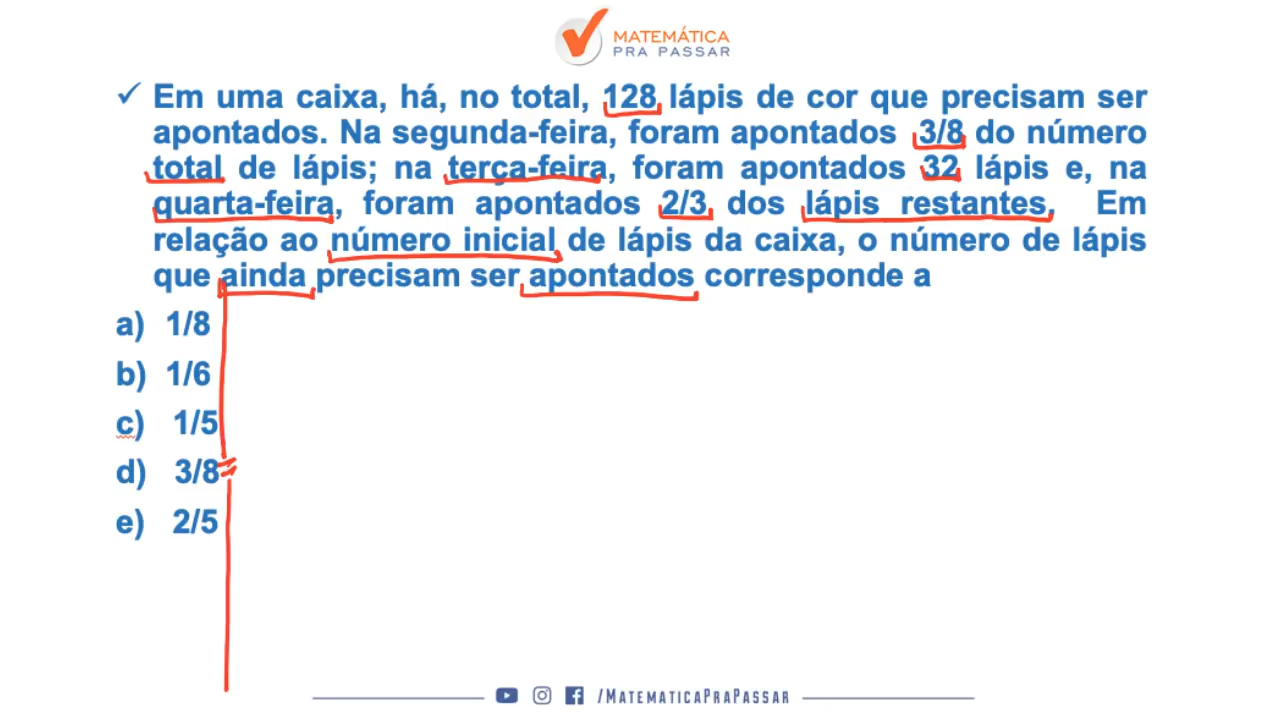 MATEMÁTICA
PRA PASSAR
✓ Em uma caixa, há, no total, 128 lápis de cor que precisam ser
apontados. Na segunda-feira, foram apontados 3/8 do número
total de lápis; na terça-feira, foram apontados 32 lápis e, na
quarta-feira, foram apontados 2/3 dos lápis restantes. Em
relação ao número inicial de lápis da caixa, o número de lápis
que ainda precisam ser apontados corresponde a
a) 1/8
b) 1/6
c) 1/5
d) 3/8
e) 2/5
/MATEMATICAPRAPASSAR